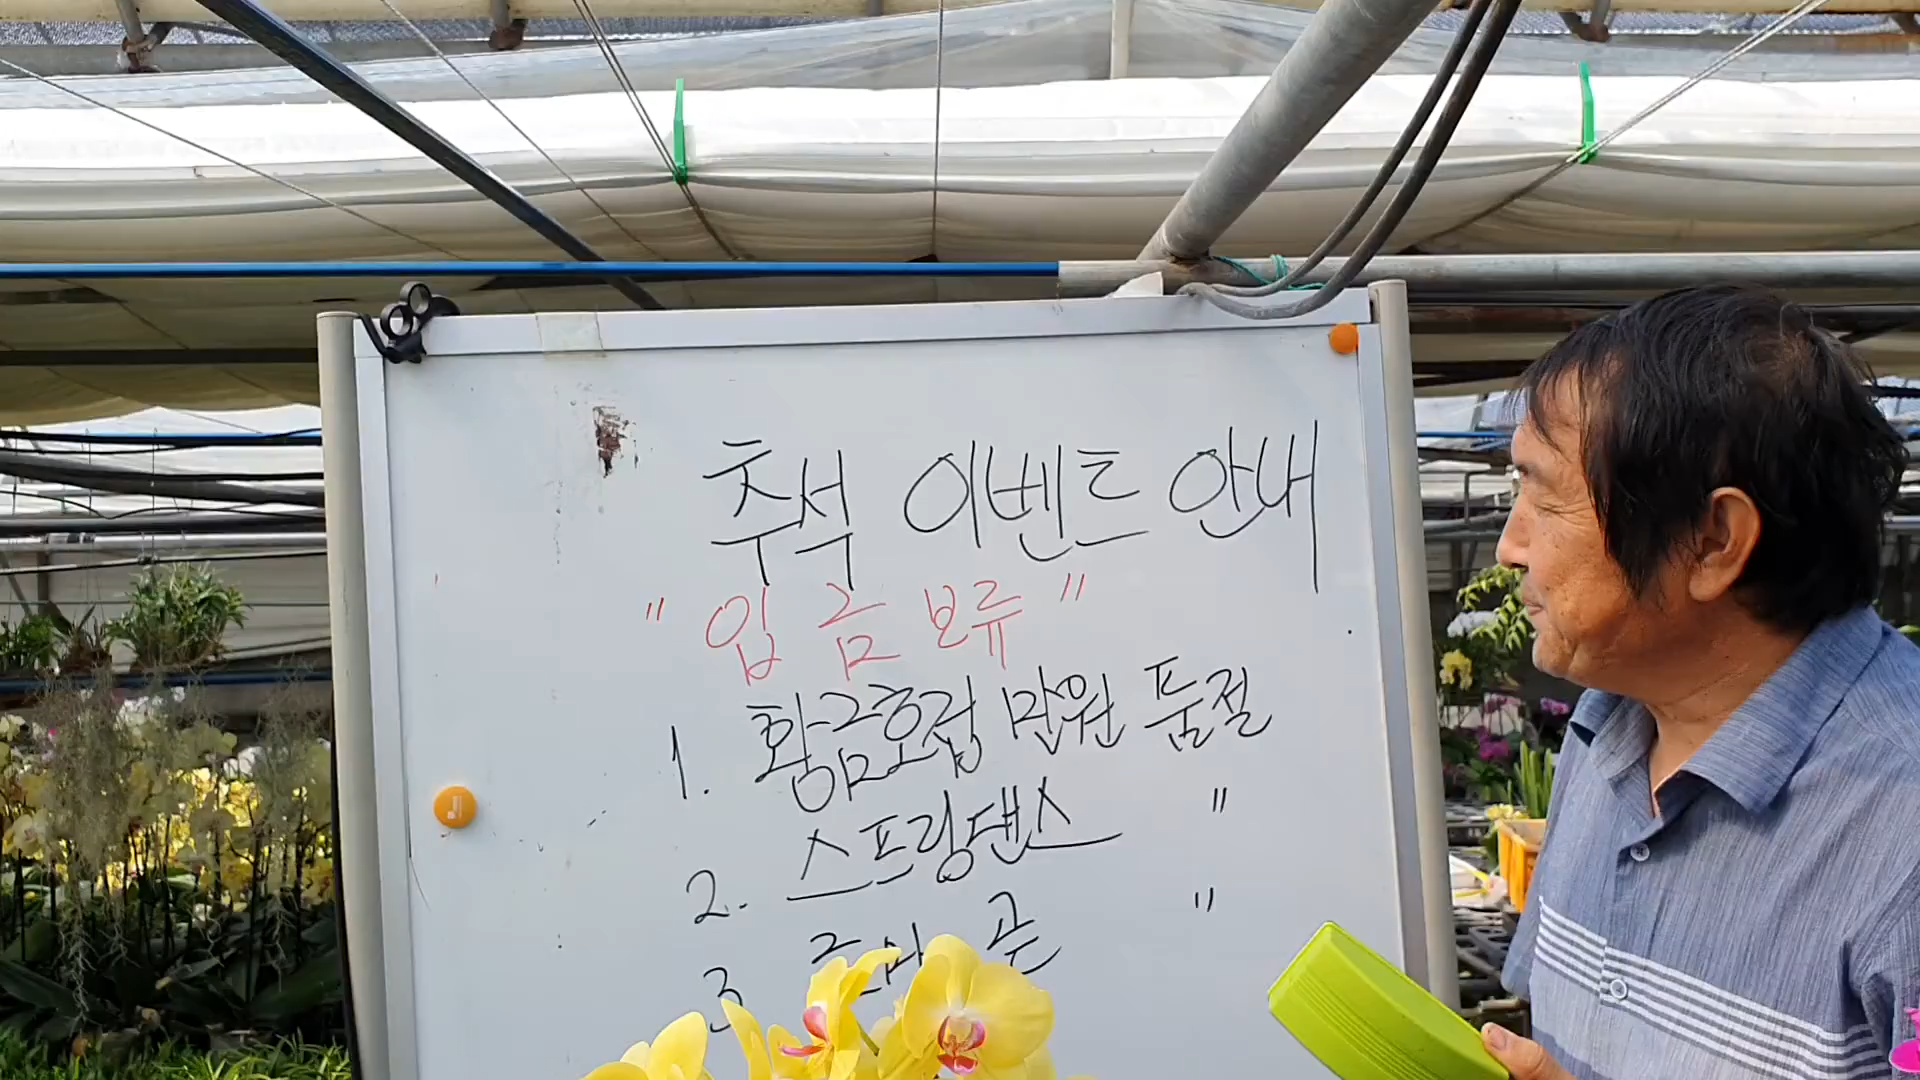 추석 이벤트 안내
"입금 보류"
1. 황금호접 만원 품절
2. 스프링댄스 "
3. "